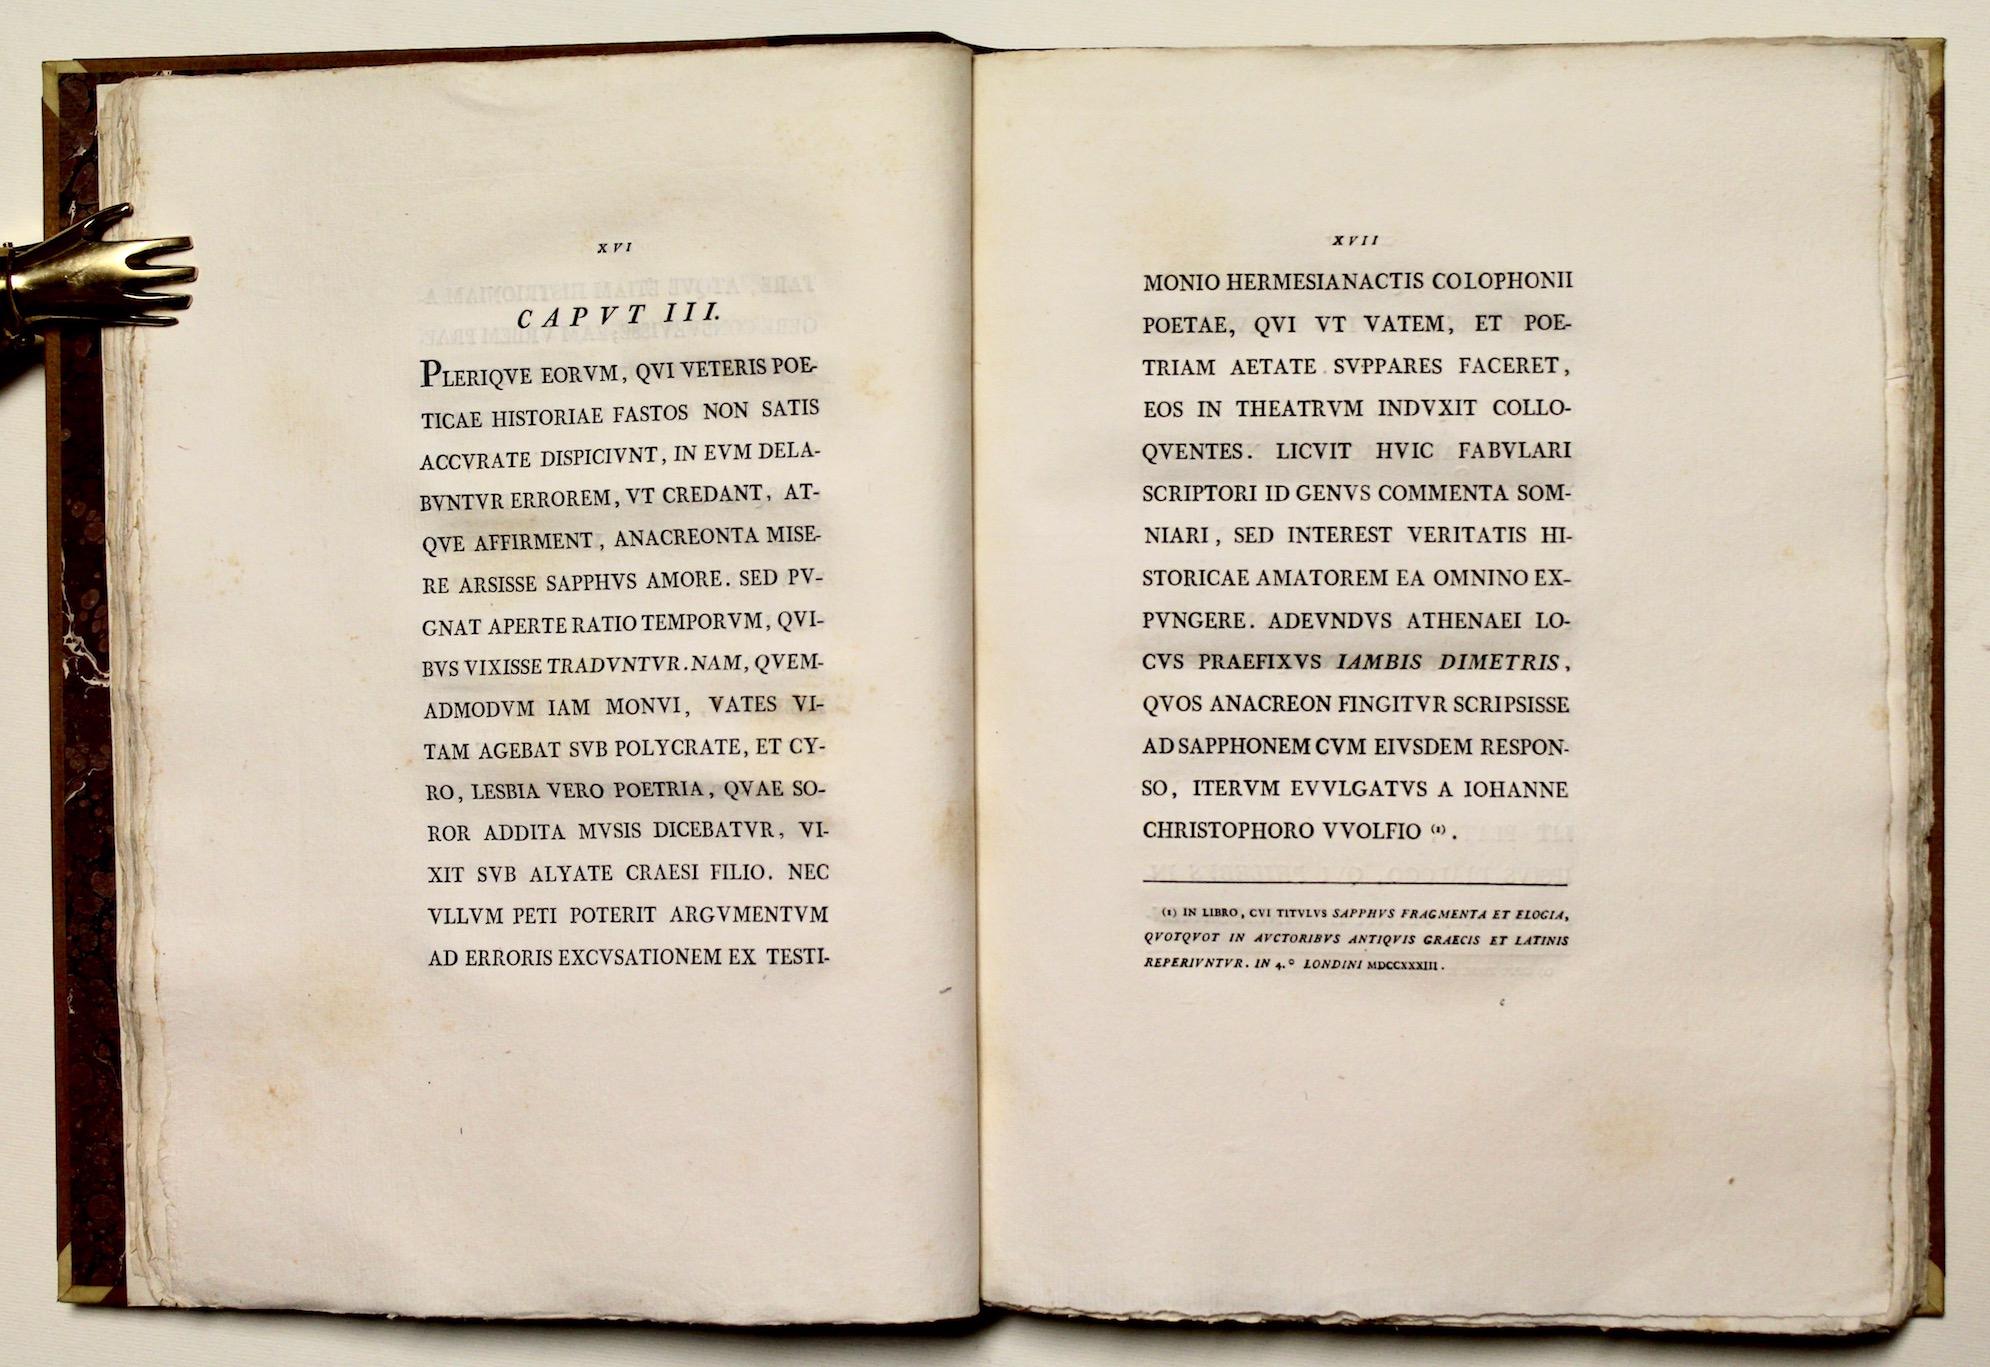 XVI
CAPVT III.
PLERIQVE EORVM, QVI VETERIS POE-
TICAE HISTORIAE FASTOS NON SATIS
ACCVRATE DISPICIVNT, IN EVM DELA-
BVNTVR ERROREM, VT CREDANT, AT-
QVE AFFIRMENT, ANACREONTA MISE-
RE ARSISSE SAPPHVS AMORE. SED PV-
GNAT APERTE RATIO TEMPORVM, QVI-
BVS VIXISSE TRADVNTVR. NAM, QVEM-
ADMODVM IAM MONVI, VATES VI-
TAM AGEBAT SVB POLYCRATE, ET CY-
RO, LESBIA VERO POETRIA, QVAE SO-
ROR ADDITA MVSIS DICEBATVR, VI-
XIT SVB ALYATE CRAESI FILIO. NEC
VLLVM PETI POTERIT ARGVMENTVM
AD ERRORIS EXCVSATIONEM EX TESTI-
XVII
MONIO HERMESIANACTIS COLOPHONII
POETAE, QVI VT VATEM, ET POE-
TRIAM AETATE SVPPARES FACERET,
EOS IN THEATRVM INDVXIT COLLO-
QVENTES. LICVIT HVIC FABVLARI
SCRIPTORI ID GENVS COMMENTA SOM-
NIARI, SED INTEREST VERITATIS HI-
STORICAE AMATOREM EA OMNINO EX-
PVNGERE. ADEVNDVS ATHENAEI LO-
CVS PRAEFIXVS IAMBIS DIMETRIS,
QVOS ANACREON FINGITVR SCRIPSISSE
AD SAPPHONEM CVM EIVSDEM RESPON-
SO, ITERVM EVVLGATVS A IOHANNE
CHRISTOPHORO VVOLFIO (1).
(1) IN LIBRO, CVI TITVLVS SAPPHVS FRAGMENTA ET ELOGIA,
QVOTQVOT IN AVCTORIBVS ANTIQVIS GRAECIS ET LATINIS
REPERIVNTVR. IN 4.° LONDINI MDCCXXXIII.
c